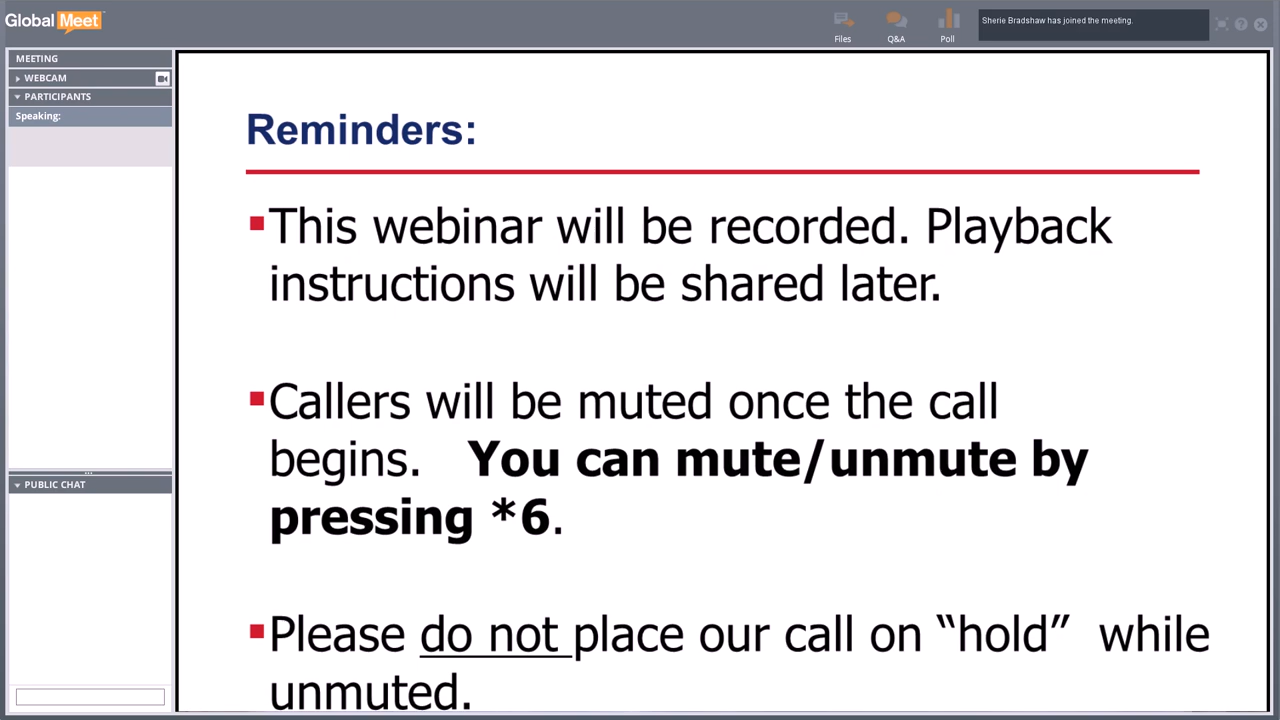 Global Meet
Files
Q&A
Poll
Sherie Bradshaw has joined the meeting.
MEETING
WEBCAM
PARTICIPANTS
Speaking:
PUBLIC CHAT
Reminders:
This webinar will be recorded. Playback
instructions will be shared later.
Callers will be muted once the call
begins. You can mute/unmute by
pressing *6.
Please do not place our call on “hold” while
unmuted.